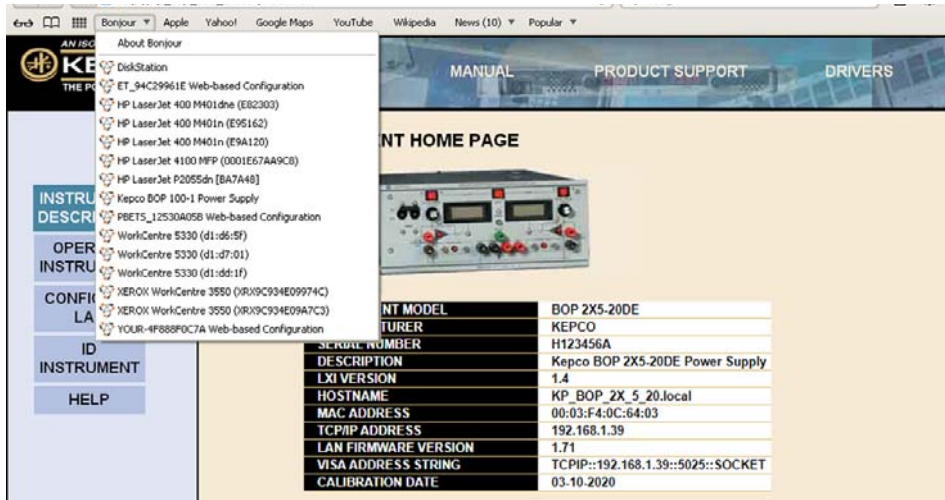 Bonjour ▼ Apple Yahoo! Google Maps YouTube Wikipedia News (10) ▼ Popular ▼
About Bonjour
DiskStation
ET_94C29961E Web-based Configuration
HP LaserJet 400 M401dne (E82303)
HP LaserJet 400 M401n (E95162)
HP LaserJet 400 M401n (E9A120)
HP LaserJet 4100 MFP (0001E67AA9C8)
HP LaserJet P2055dn [BA7A48]
Kepco BOP 100-1 Power Supply
PBETS_12530A05B Web-based Configuration
WorkCentre 5330 (d1:d6:5f)
WorkCentre 5330 (d1:d7:01)
WorkCentre 5330 (d1:dd:1f)
XEROX WorkCentre 3550 (XRX9C934E09974C)
XEROX WorkCentre 3550 (XRX9C934E09A7C3)
YOUR-4F888F0C7A Web-based Configuration
AN ISO
KE
THE PO
MANUAL PRODUCT SUPPORT DRIVERS
NT HOME PAGE
INSTRU
DESCRI
OPER
INSTRU
CONFI
LA
ID
INSTRUMENT
HELP
NT MODEL BOP 2X5-20DE
TURER KEPCO
SERIAL NUMBER H123456A
DESCRIPTION Kepco BOP 2X5-20DE Power Supply
LXI VERSION 1.4
HOSTNAME KP_BOP_2X_5_20.local
MAC ADDRESS 00:03:F4:0C:64:03
TCP/IP ADDRESS 192.168.1.39
LAN FIRMWARE VERSION 1.71
VISA ADDRESS STRING TCPIP::192.168.1.39::5025::SOCKET
CALIBRATION DATE 03-10-2020